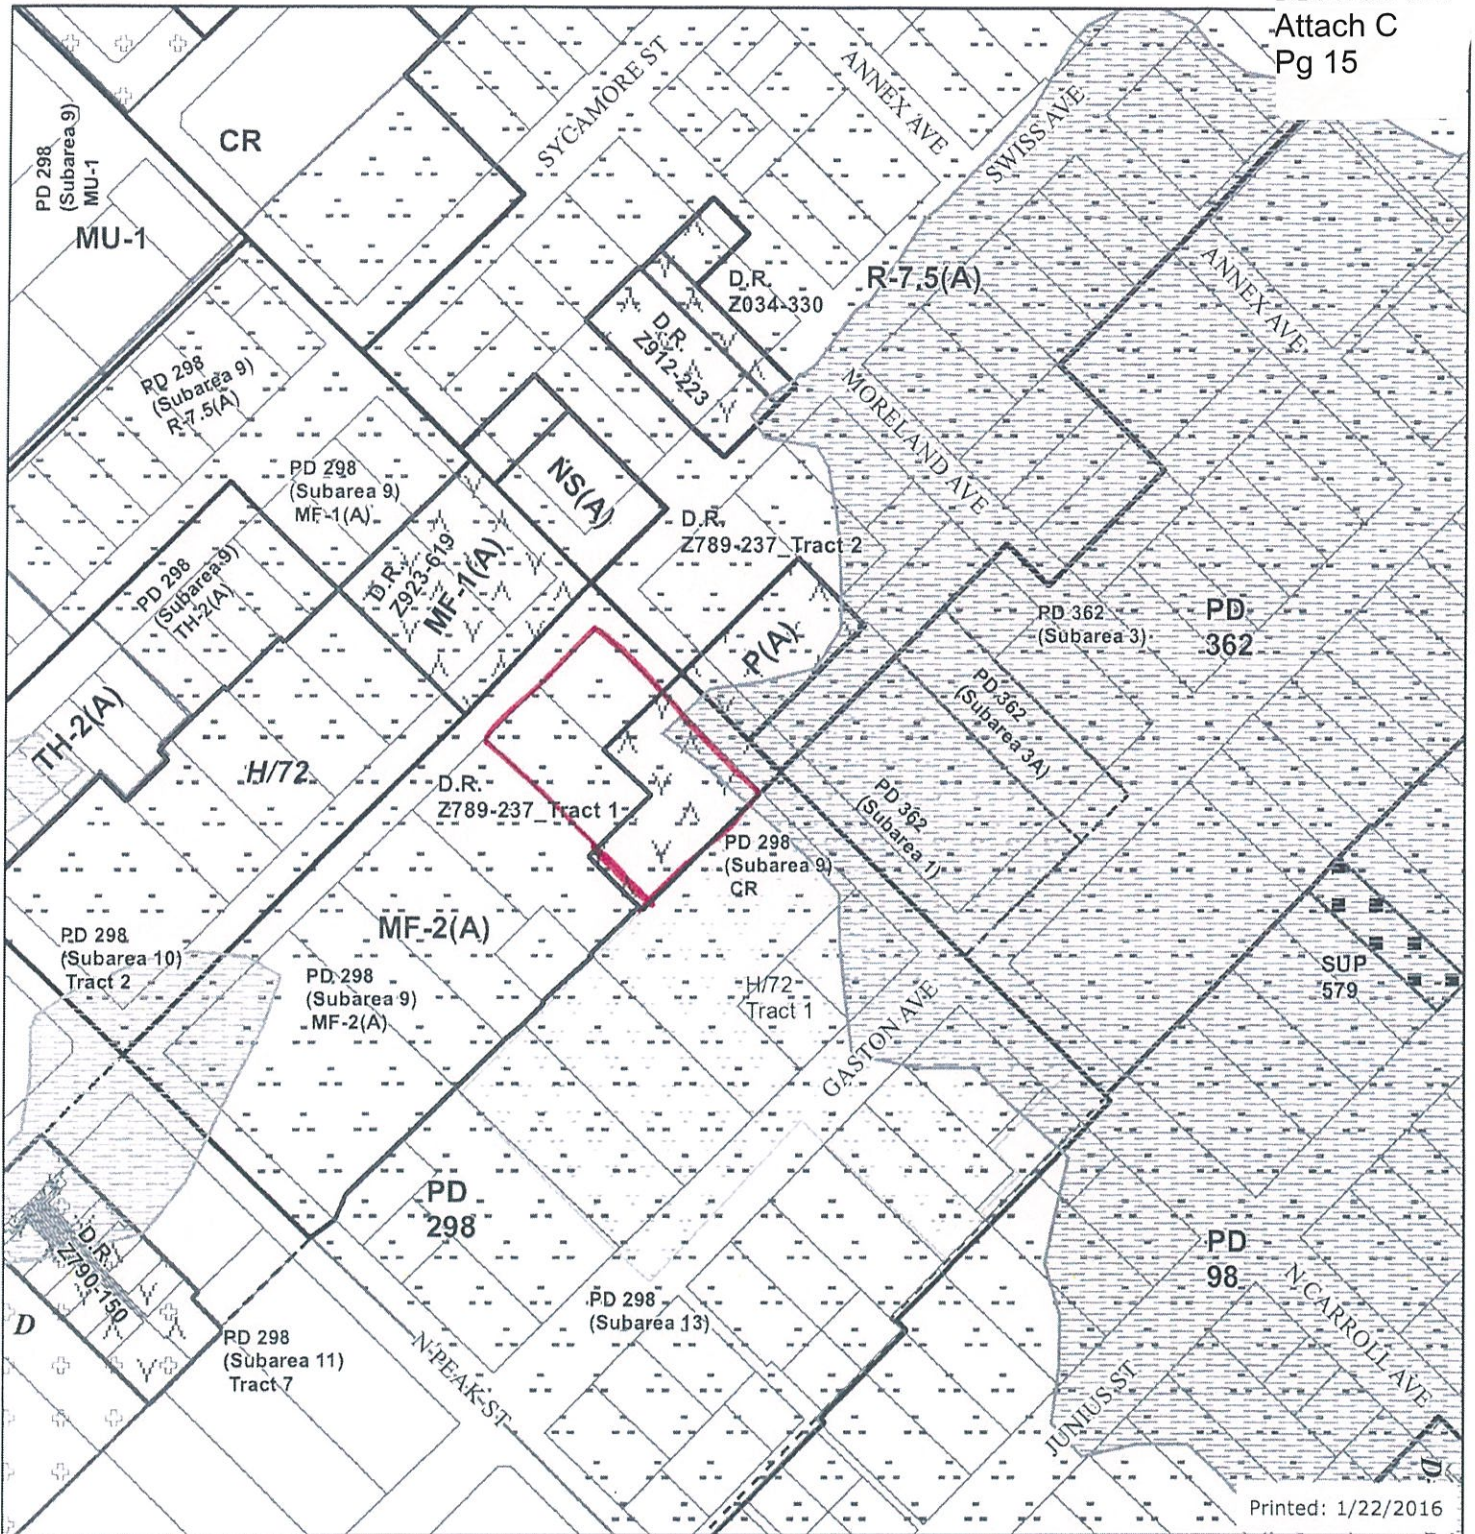 Attach C
Pg 15
SYCAMORE ST
ANNEX AVE
SWISS AVE
CR
PD 298
(Subarea 9)
MU-1
MU-1
D.R.
Z034-330
R-7.5(A)
ANNEX AVE
D.R.
Z912-223
PD 298
(Subarea 9)
R-7.5(A)
MORELAND AVE
PD 298
(Subarea 9)
MF-1(A)
NS(A)
D.R.
Z789-237_Tract 2
D.R.
Z923-619
MF-1(A)
PD 298
(Subarea 9)
TH-2(A)
PD 362
(Subarea 3)
PD
362
P(A)
PD 362
(Subarea 3A)
TH-2(A)
H/72
D.R.
Z789-237_Tract 1
PD 362
(Subarea 1)
PD 298
(Subarea 9)
CR
MF-2(A)
PD 298
(Subarea 10)
Tract 2
PD 298
(Subarea 9)
MF-2(A)
H/72
Tract 1
SUP
579
GASTON AVE
PD
298
D.R.
Z790-150
PD
98
N CARROLL AVE
D
PD 298
(Subarea 13)
PD 298
(Subarea 11)
Tract 7
N PEAK ST
JUNIUS ST
D
Printed: 1/22/2016